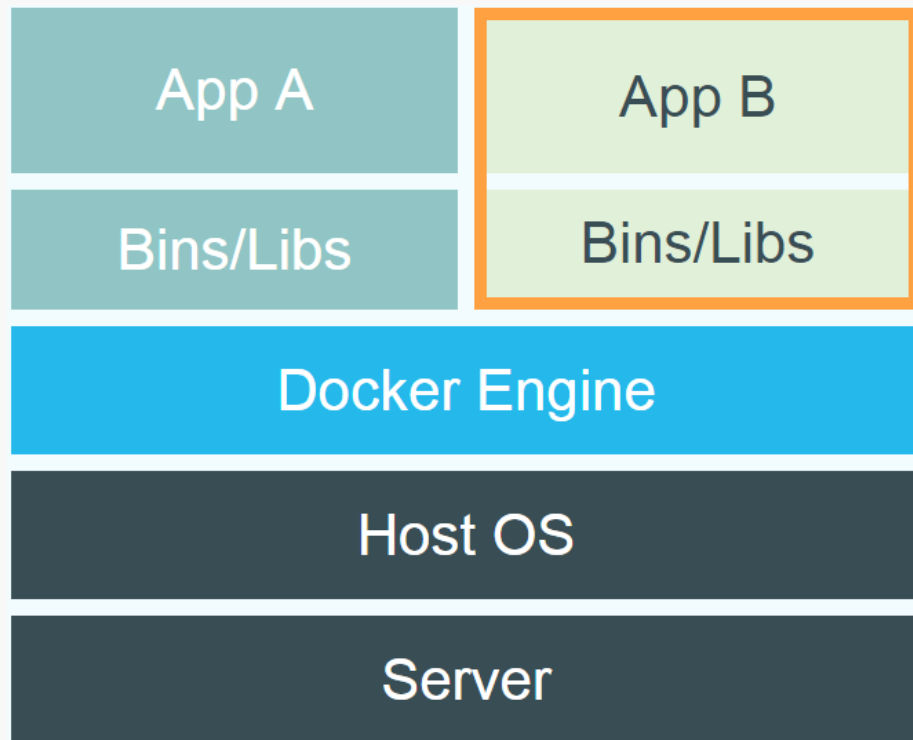 App A
App B
Bins/Libs
Bins/Libs
Docker Engine
Host OS
Server